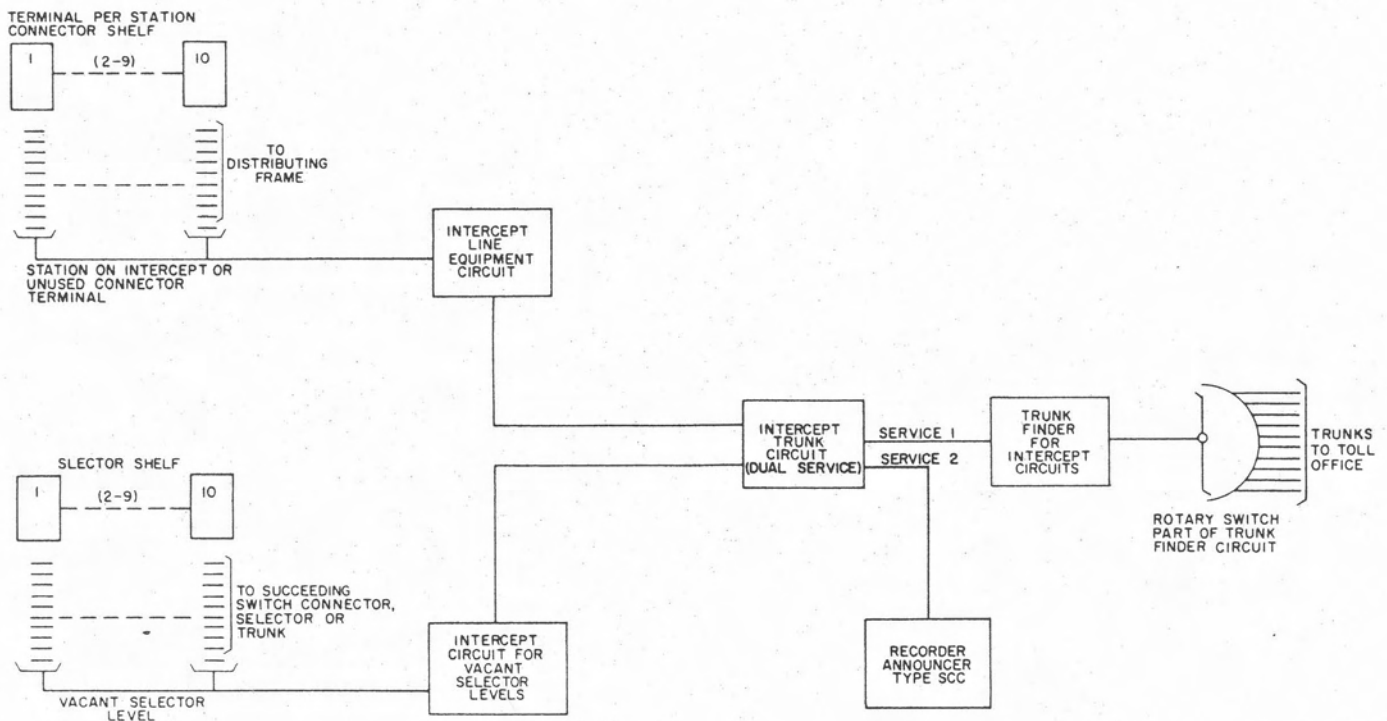 TERMINAL PER STATION
CONNECTOR SHELF
1
(2-9)
10
TO
DISTRIBUTING
FRAME
STATION ON INTERCEPT OR
UNUSED CONNECTOR
TERMINAL
INTERCEPT
LINE
EQUIPMENT
CIRCUIT
SLECTOR SHELF
1
(2-9)
10
TO SUCCEEDING
SWITCH CONNECTOR,
SELECTOR OR
TRUNK
VACANT SELECTOR
LEVEL
INTERCEPT
CIRCUIT FOR
VACANT
SELECTOR
LEVELS
INTERCEPT
TRUNK
CIRCUIT
(DUAL SERVICE)
SERVICE 1
SERVICE 2
TRUNK
FINDER
FOR
INTERCEPT
CIRCUITS
TRUNKS
TO TOLL
OFFICE
ROTARY SWITCH
PART OF TRUNK
FINDER CIRCUIT
RECORDER
ANNOUNCER
TYPE SCC